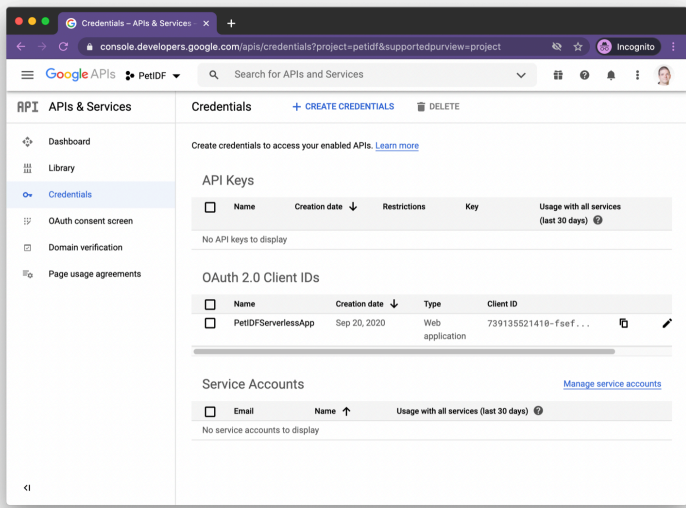 Credentials – APIs & Services -
console.developers.google.com/apis/credentials?project=petidf&supportedpurview=project
Incognito
Google APIs
PetIDF
Search for APIs and Services
API APIs & Services
Credentials
+ CREATE CREDENTIALS
DELETE
Dashboard
Library
Credentials
OAuth consent screen
Domain verification
Page usage agreements
Create credentials to access your enabled APIs. Learn more
API Keys
Name Creation date Restrictions Key Usage with all services
(last 30 days)
No API keys to display
OAuth 2.0 Client IDs
Name Creation date Type Client ID
PetIDFServerlessApp Sep 20, 2020 Web 739135521410-fsef...
application
Service Accounts
Manage service accounts
Email Name Usage with all services (last 30 days)
No service accounts to display